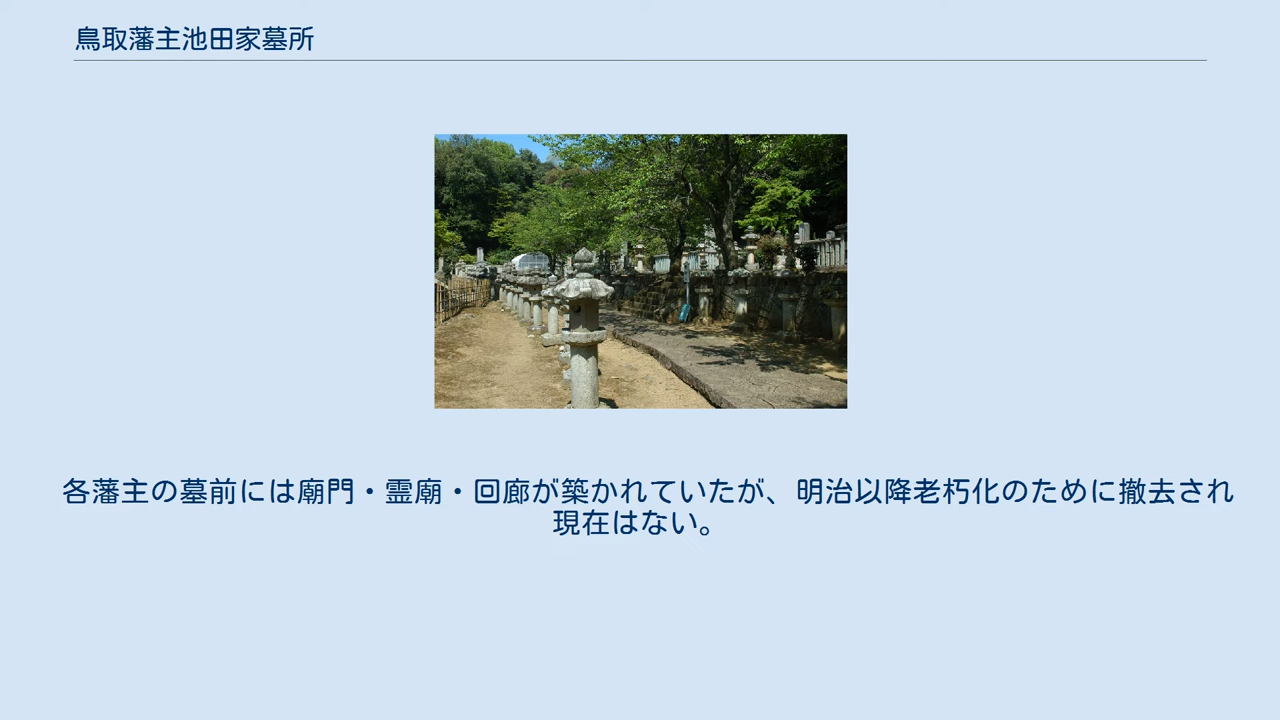 鳥取藩主池田家墓所
各藩主の墓前には廟門・霊廟・回廊が築かれていたが、明治以降老朽化のために撤去され
現在はない。